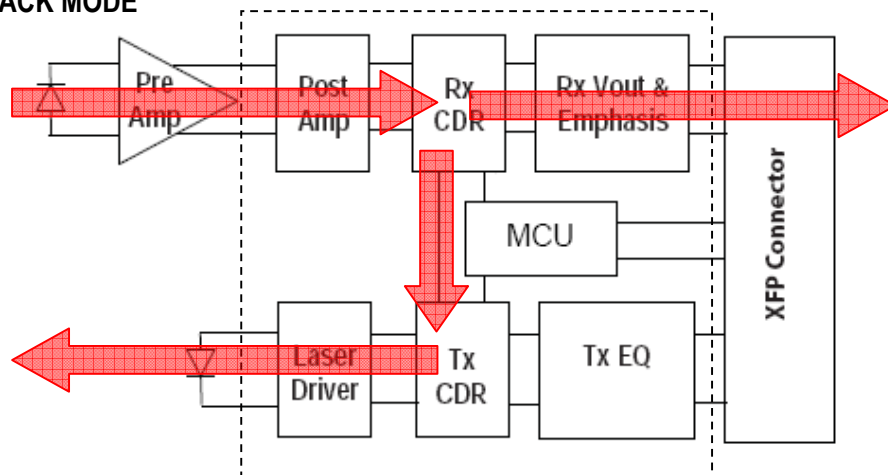 ACK MODE
Pre
Amp
Post
Amp
Rx
CDR
Rx Vout &
Emphasis
MCU
XFP Connector
Laser
Driver
Tx
CDR
Tx EQ